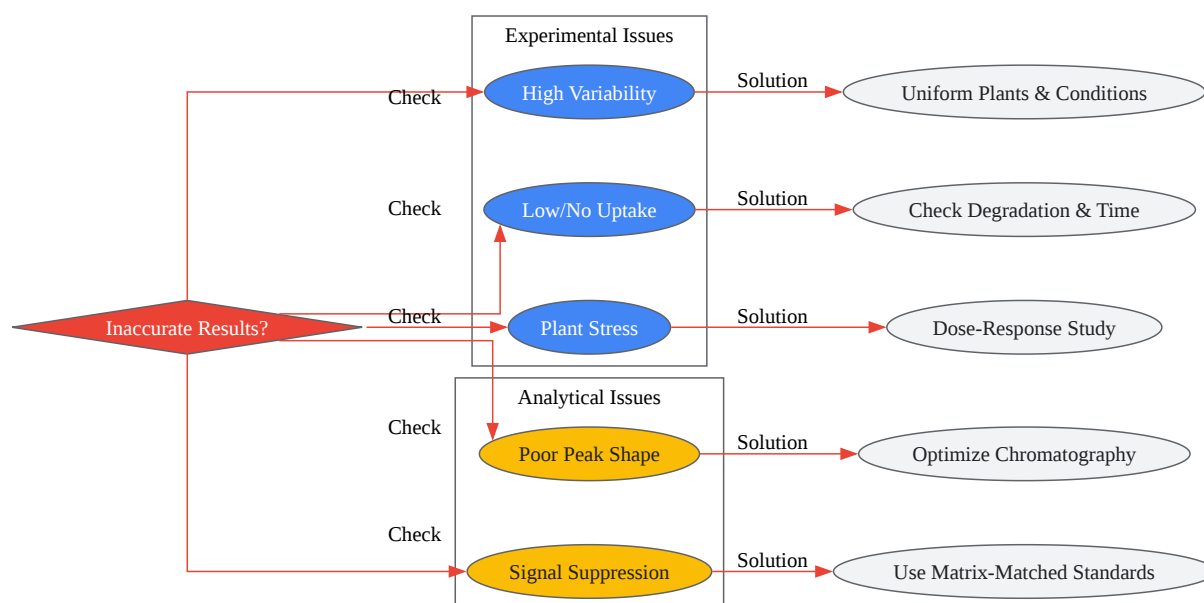 Experimental Issues
Check
High Variability
Solution
Uniform Plants & Conditions
Check
Low/No Uptake
Solution
Check Degradation & Time
Inaccurate Results?
Check
Plant Stress
Solution
Dose-Response Study
Analytical Issues
Check
Poor Peak Shape
Solution
Optimize Chromatography
Check
Signal Suppression
Solution
Use Matrix-Matched Standards